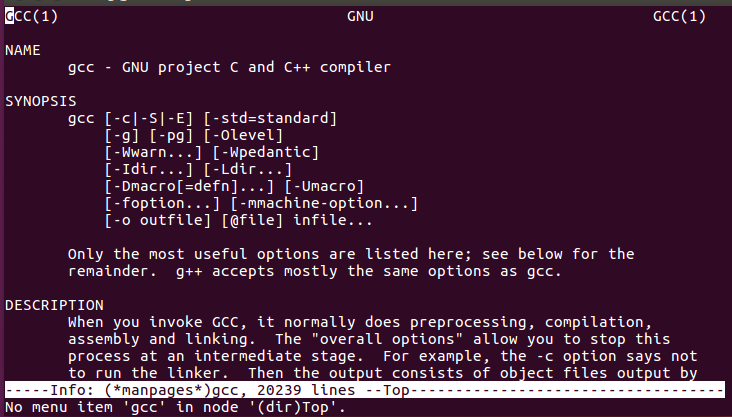 GCC(1) GNU GCC(1)
NAME
gcc - GNU project C and C++ compiler
SYNOPSIS
gcc [-c|-S|-E] [-std=standard]
[-g] [-pg] [-Olevel]
[-Wwarn...] [-Wpedantic]
[-Idir...] [-Ldir...]
[-Dmacro[=defn]...] [-Umacro]
[-foption...] [-mmachine-option...]
[-o outfile] [@file] infile...
Only the most useful options are listed here; see below for the
remainder.  g++ accepts mostly the same options as gcc.
DESCRIPTION
When you invoke GCC, it normally does preprocessing, compilation,
assembly and linking.  The "overall options" allow you to stop this
process at an intermediate stage.  For example, the -c option says not
to run the linker.  Then the output consists of object files output by
-----Info: (*manpages*)gcc, 20239 lines --Top-----------------------------------
No menu item 'gcc' in node '(dir)Top'.